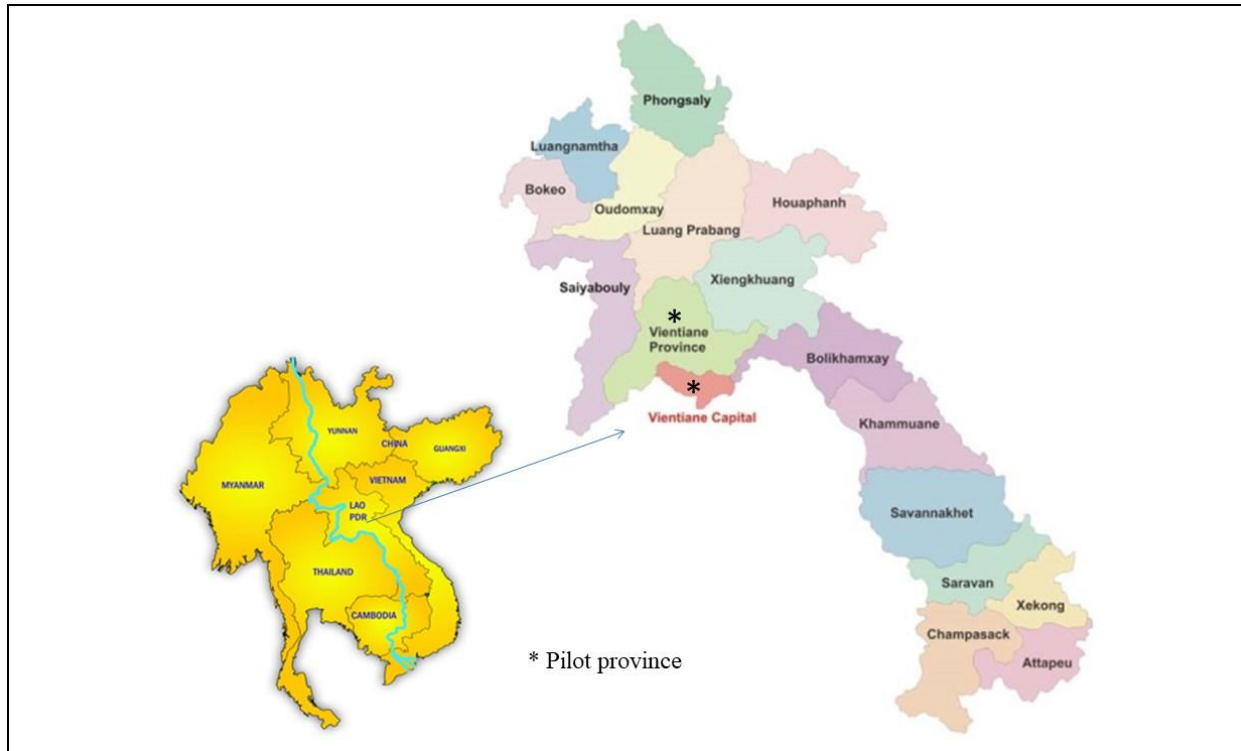 Phongsaly
Luangnamtha
Bokeo
Oudomxay
Houaphanh
Luang Prabang
Xiengkhuang
Saiyabouly
*
Vientiane
Province
Bolikhamxay
*
Vientiane Capital
Khammuane
Savannakhet
Saravan
Xekong
Champasack
Attapeu
YUNNAN
CHINA
GUANGXI
MYANMAR
VIETNAM
LAO
PDR
THAILAND
CAMBODIA
* Pilot province